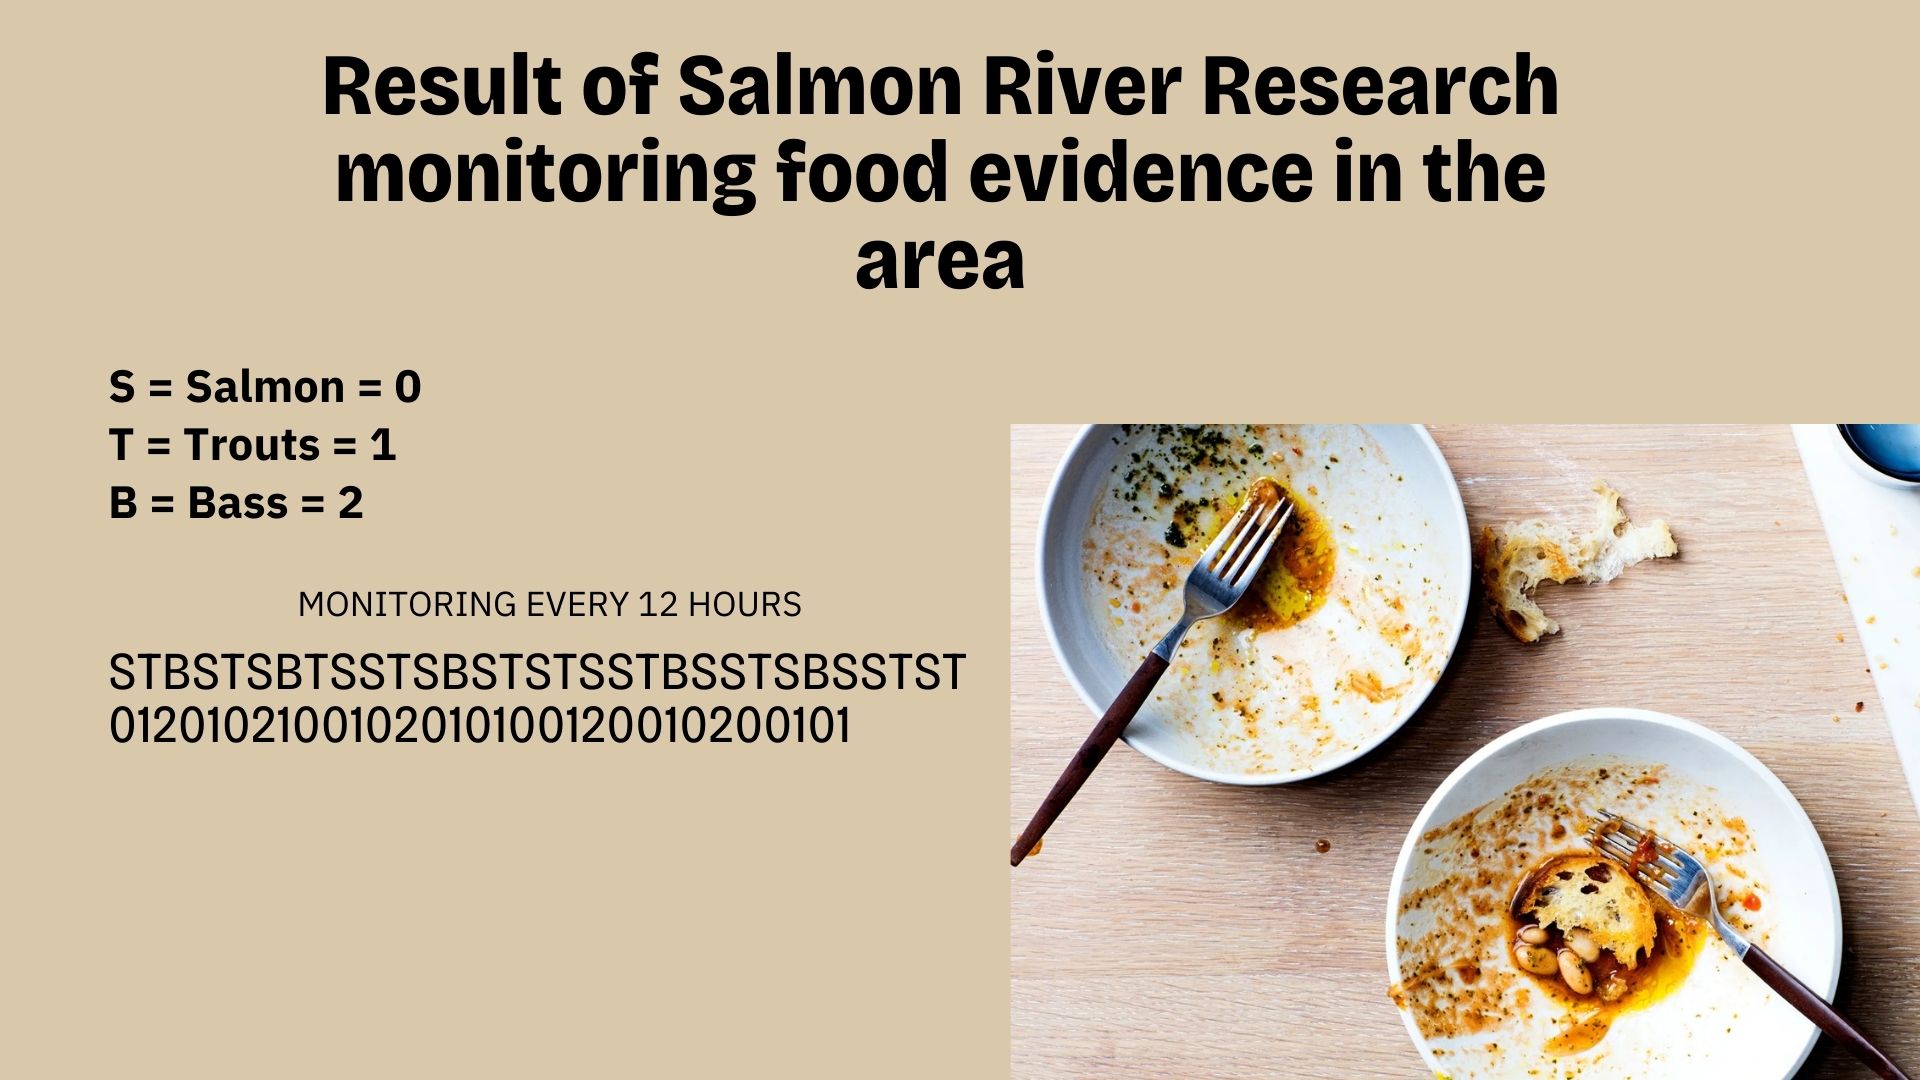 Result of Salmon River Research
monitoring food evidence in the
area
S = Salmon = 0
T = Trouts = 1
B = Bass = 2
MONITORING EVERY 12 HOURS
STBSTSBTSSTSBSTSTSSTBSSTSBSSTST
0120102100102010100120010200101